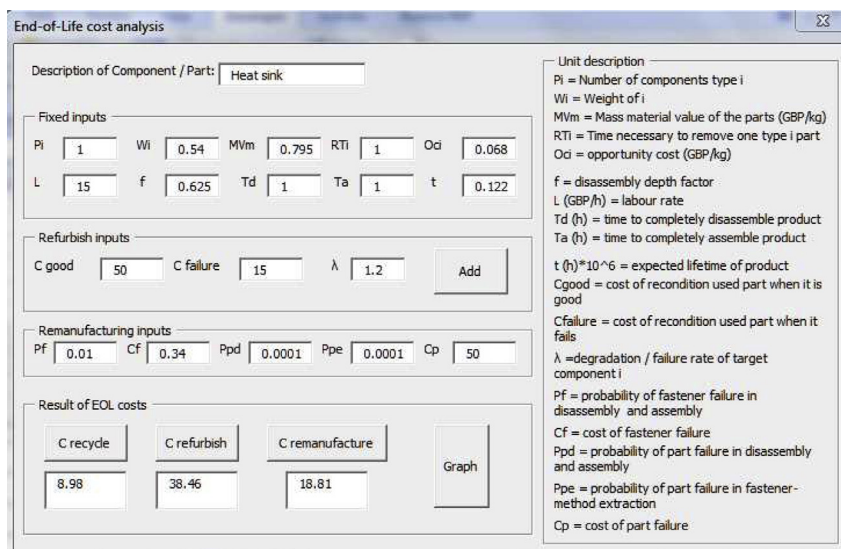 End-of-Life cost analysis
Description of Component / Part: Heat sink
Fixed inputs
Pi 1 Wi 0.54 MVm 0.795 RTi 1 Oci 0.068
L 15 f 0.625 Td 1 Ta 1 t 0.122
Refurbish inputs
C good 50 C failure 15 λ 1.2 Add
Remanufacturing inputs
Pf 0.01 Cf 0.34 Ppd 0.0001 Ppe 0.0001 Cp 50
Result of EOL costs
C recycle C refurbish C remanufacture
Graph
8.98 38.46 18.81
Unit description
Pi = Number of components type i
Wi = Weight of i
MVm = Mass material value of the parts (GBP/kg)
RTi = Time necessary to remove one type i part
Oci = opportunity cost (GBP/kg)
f = disassembly depth factor
L (GBP/h) = labour rate
Td (h) = time to completely disassemble product
Ta (h) = time to completely assemble product
t (h)*10^6 = expected lifetime of product
Cgood = cost of recondition used part when it is
good
Cfailure = cost of recondition used part when it
fails
λ =degradation / failure rate of target
component i
Pf = probability of fastener failure in
disassembly and assembly
Cf = cost of fastener failure
Ppd = probability of part failure in disassembly
and assembly
Ppe = probability of part failure in fastener-
method extraction
Cp = cost of part failure